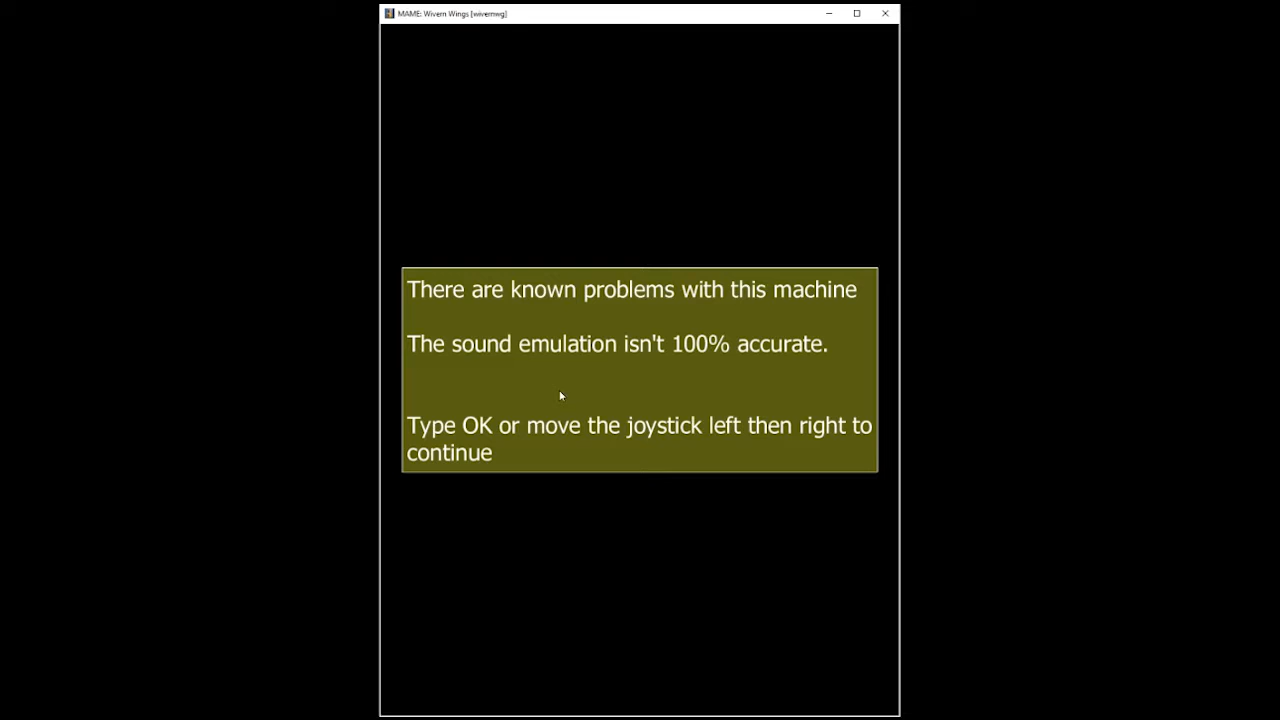 MAME: Wivern Wings [wivernwg]
There are known problems with this machine
The sound emulation isn't 100% accurate.
Type OK or move the joystick left then right to
continue